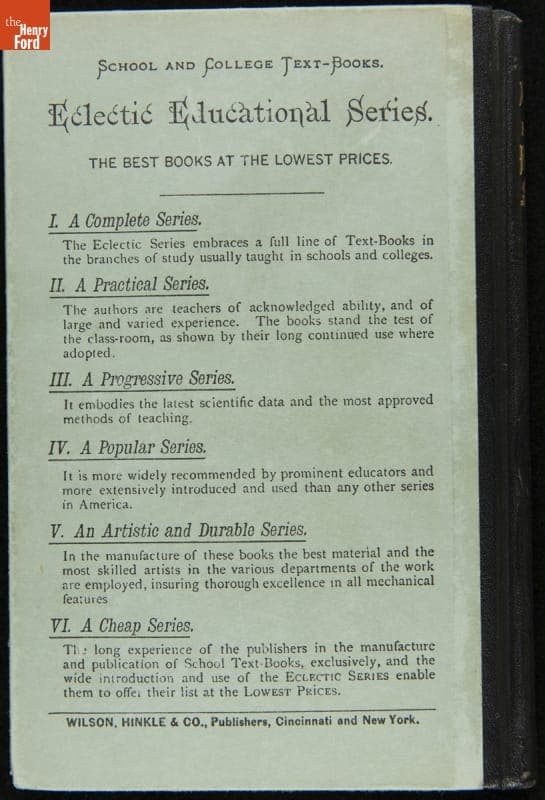 the
Henry
Ford
SCHOOL AND COLLEGE TEXT-BOOKS.
Eclectic Educational Series.
THE BEST BOOKS AT THE LOWEST PRICES.
I. A Complete Series.
The Eclectic Series embraces a full line of Text-Books in
the branches of study usually taught in schools and colleges.
II. A Practical Series.
The authors are teachers of acknowledged ability, and of
large and varied experience. The books stand the test of
the class-room, as shown by their long continued use where
adopted.
III. A Progressive Series.
It embodies the latest scientific data and the most approved
methods of teaching.
IV. A Popular Series.
It is more widely recommended by prominent educators and
more extensively introduced and used than any other series
in America.
V. An Artistic and Durable Series.
In the manufacture of these books the best material and the
most skilled artists in the various departments of the work
are employed, insuring thorough excellence in all mechanical
features
VI. A Cheap Series.
The long experience of the publishers in the manufacture
and publication of School Text-Books, exclusively, and the
wide introduction and use of the ECLECTIC SERIES enable
them to offer their list at the LOWEST PRICES.
WILSON, HINKLE & CO., Publishers, Cincinnati and New York.